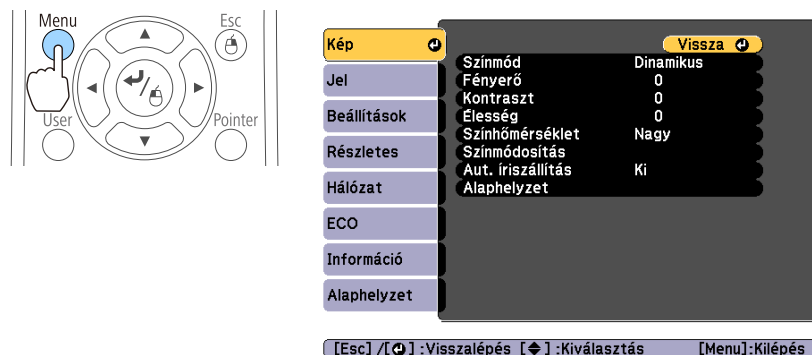 Menu
Esc
User
Pointer
Kép
Jel
Beállítások
Részletes
Hálózat
ECO
Információ
Alaphelyzet
Vissza
Színmód Dinamikus
Fényerő 0
Kontraszt 0
Élesség 0
Színhőmérséklet Nagy
Színmódosítás
Aut. íriszállítás Ki
Alaphelyzet
[Esc] /[⏎] :Visszalépés [◆] :Kiválasztás [Menu]:Kilépés